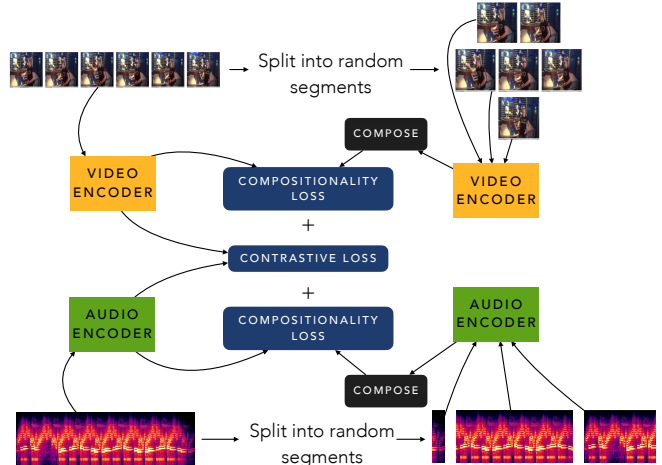 Split into random
segments
COMPOSE
VIDEO
ENCODER
COMPOSITIONALITY
LOSS
VIDEO
ENCODER
+
CONTRASTIVE LOSS
+
AUDIO
ENCODER
COMPOSITIONALITY
LOSS
AUDIO
ENCODER
COMPOSE
Split into random
segments